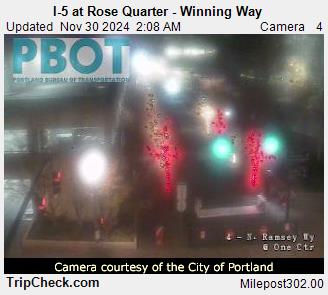 I-5 at Rose Quarter - Winning Way
Updated Nov 30 2024 2:08 AM Camera 4
PBOT
PORTLAND BUREAU OF TRANSPORTATION
4 - N. Ramsey Wy
@ One Ctr
Camera courtesy of the City of Portland
TripCheck.com Milepost302.00